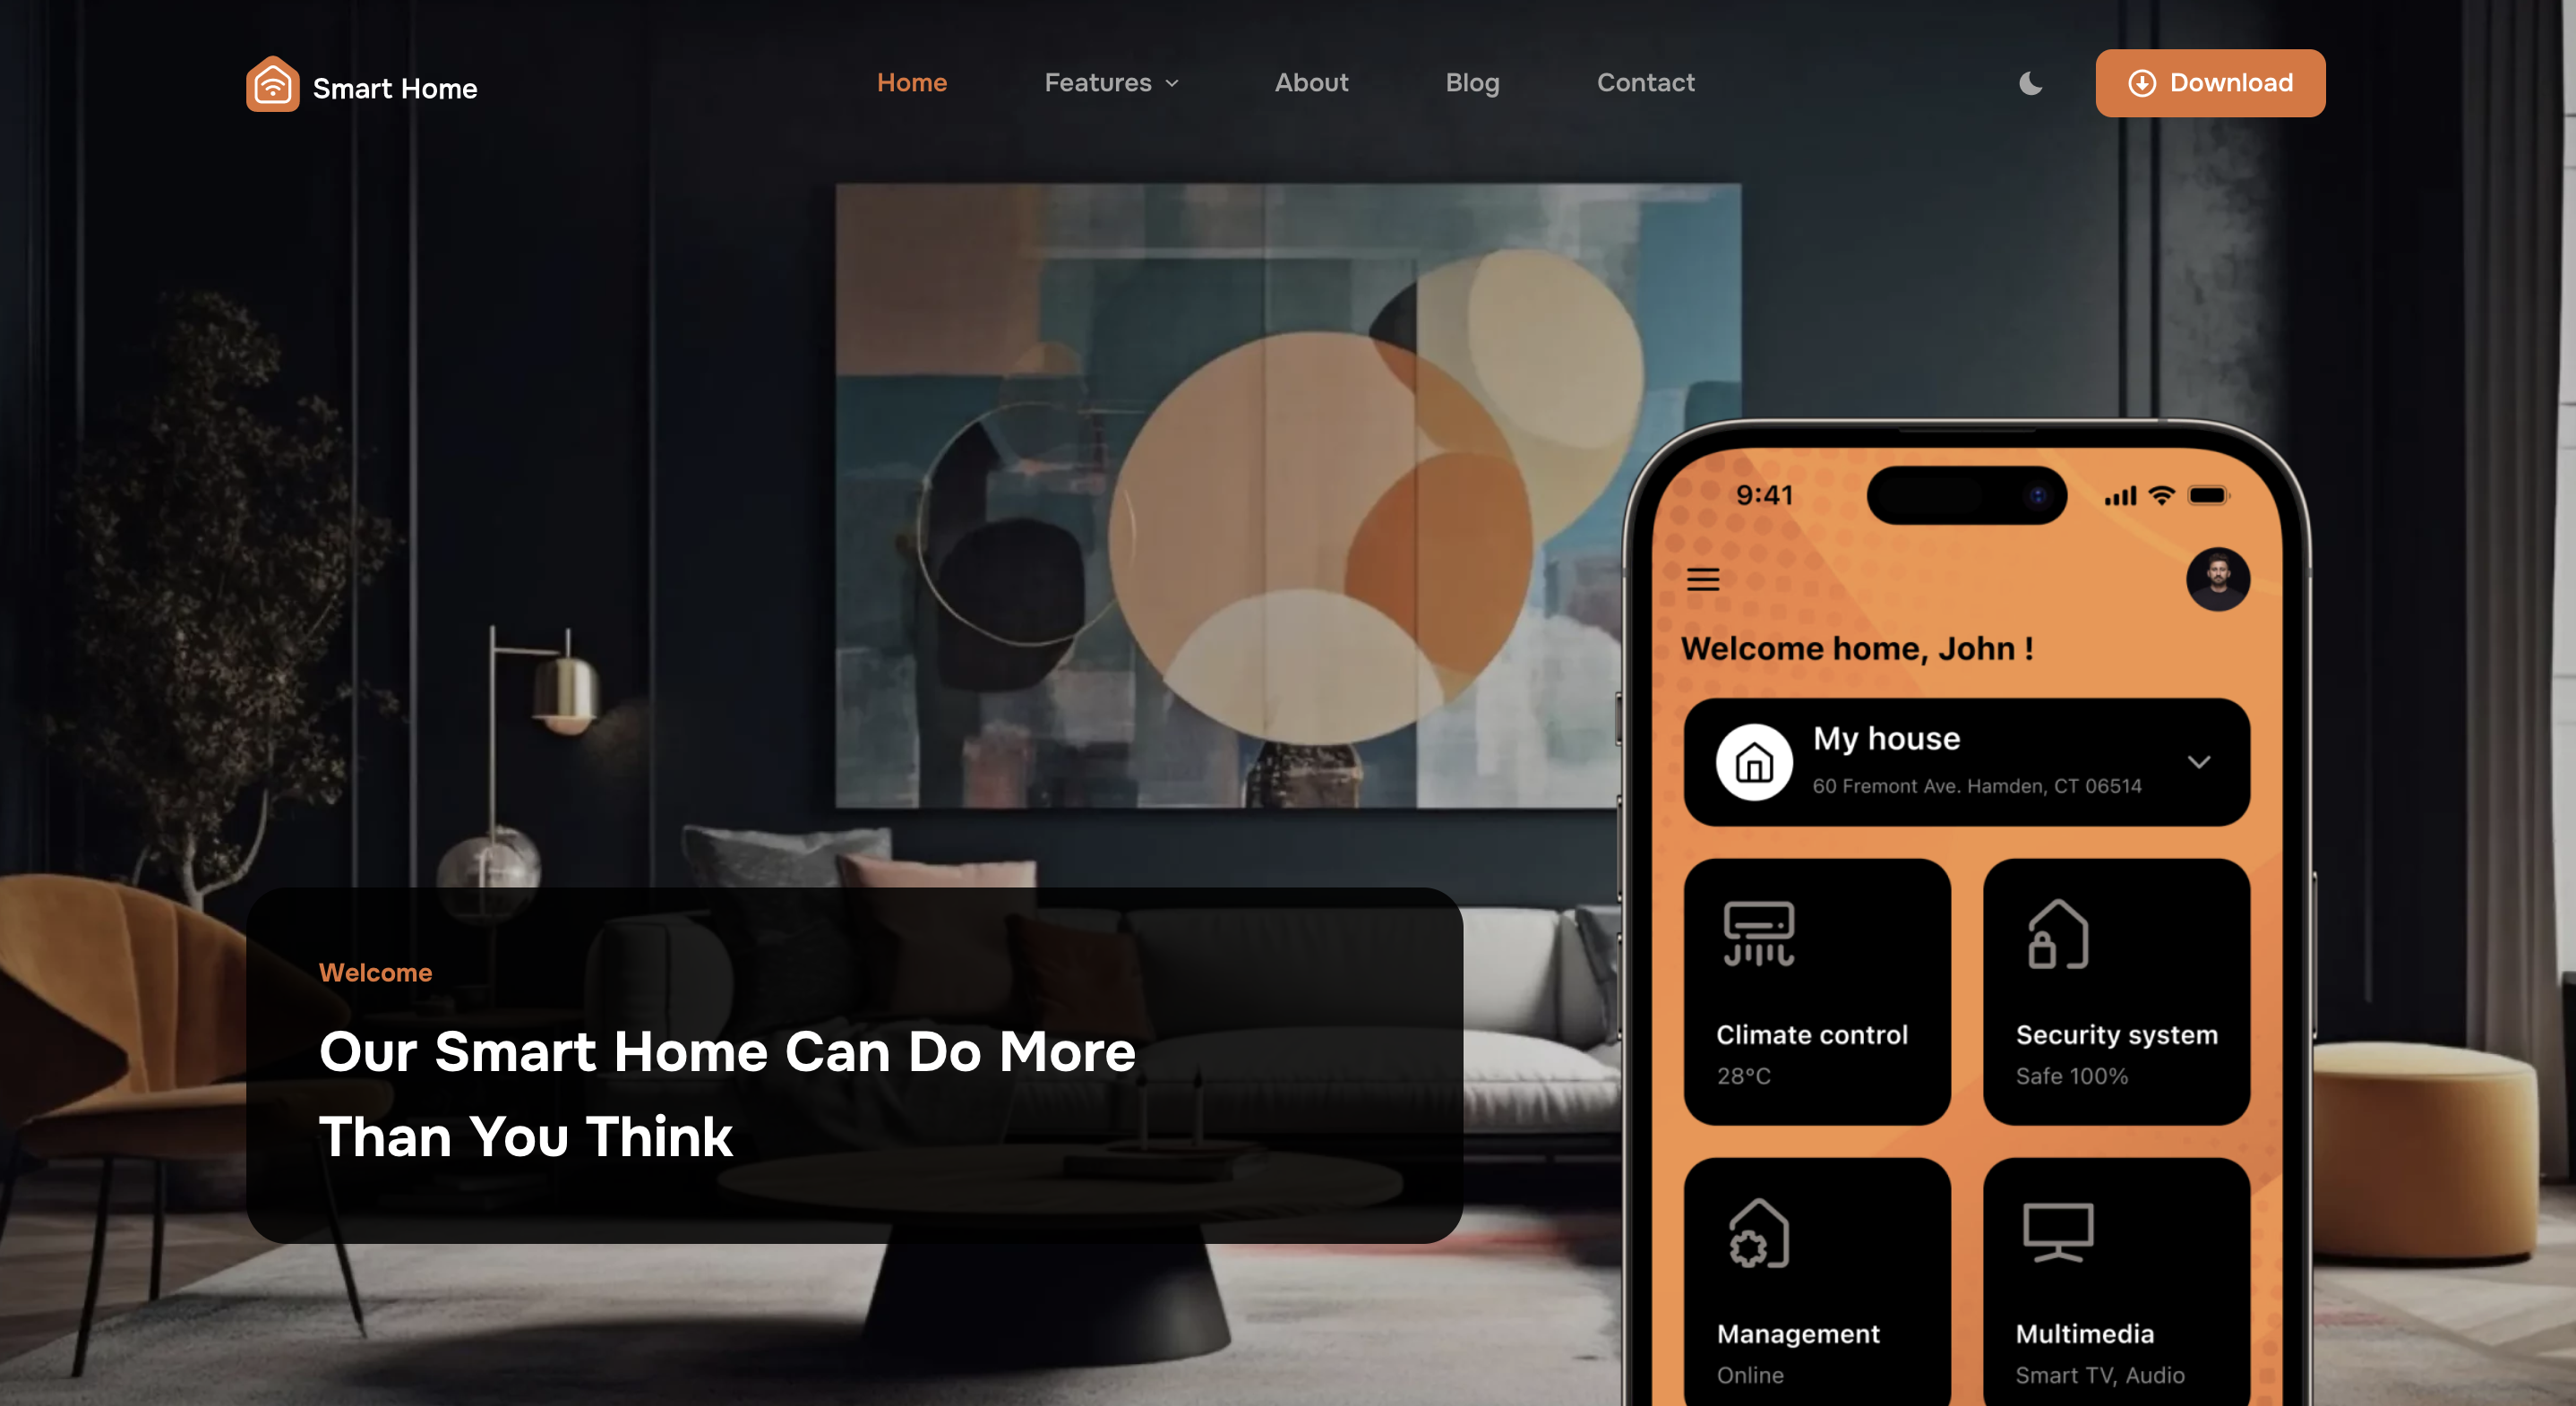 Smart Home
Home
Features
About
Blog
Contact
Download
9:41
Welcome home, John !
My house
60 Fremont Ave. Hamden, CT 06514
Climate control
28°C
Security system
Safe 100%
Management
Online
Multimedia
Smart TV, Audio
Welcome
Our Smart Home Can Do More
Than You Think